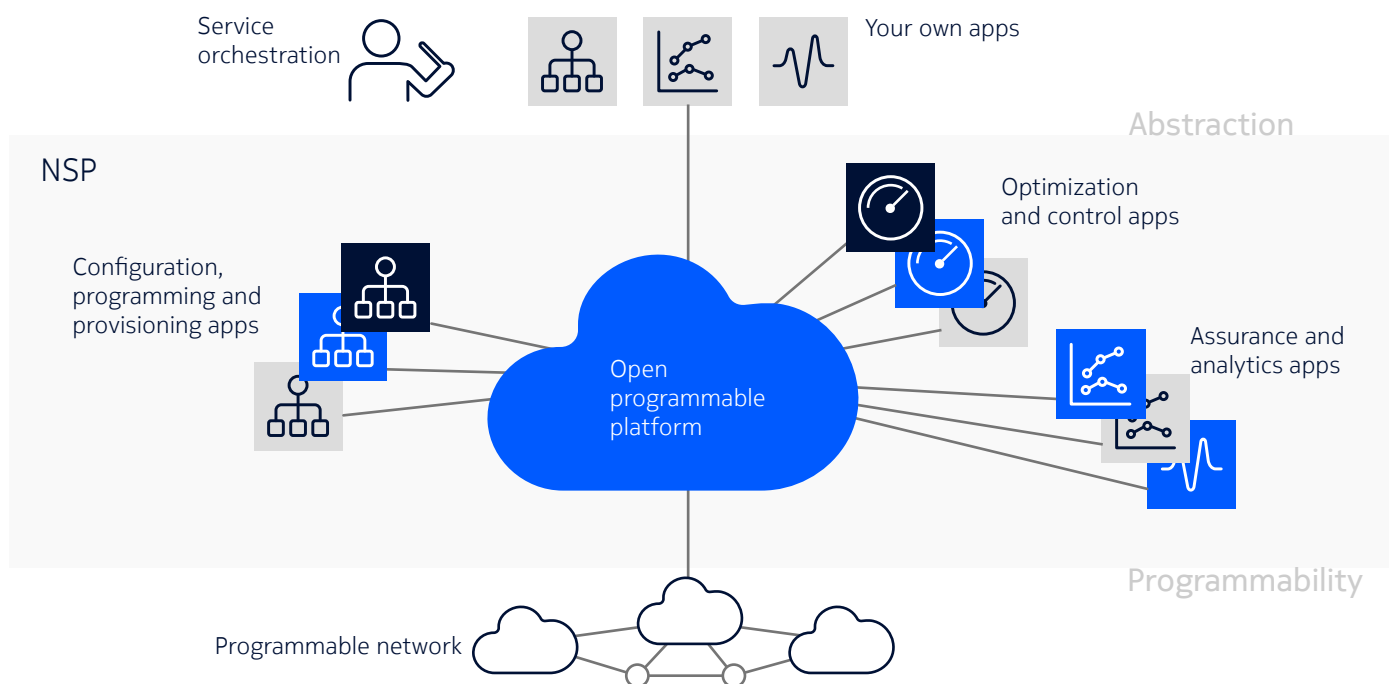 Service
orchestration
Your own apps
Abstraction
NSP
Optimization
and control apps
Configuration,
programming and
provisioning apps
Assurance and
analytics apps
Open
programmable
platform
Programmability
Programmable network